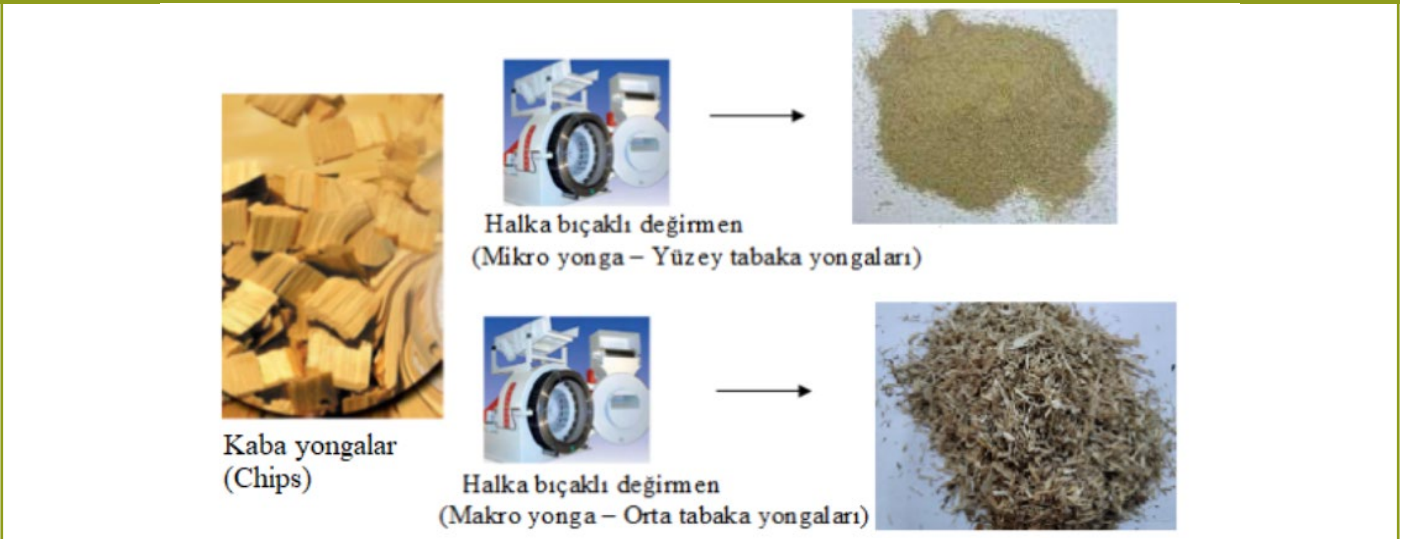 Halka bıçaklı değirmen
(Mikro yonga – Yüzey tabaka yongaları)
Kaba yongalar
(Chips)
Halka bıçaklı değirmen
(Makro yonga – Orta tabaka yongaları)